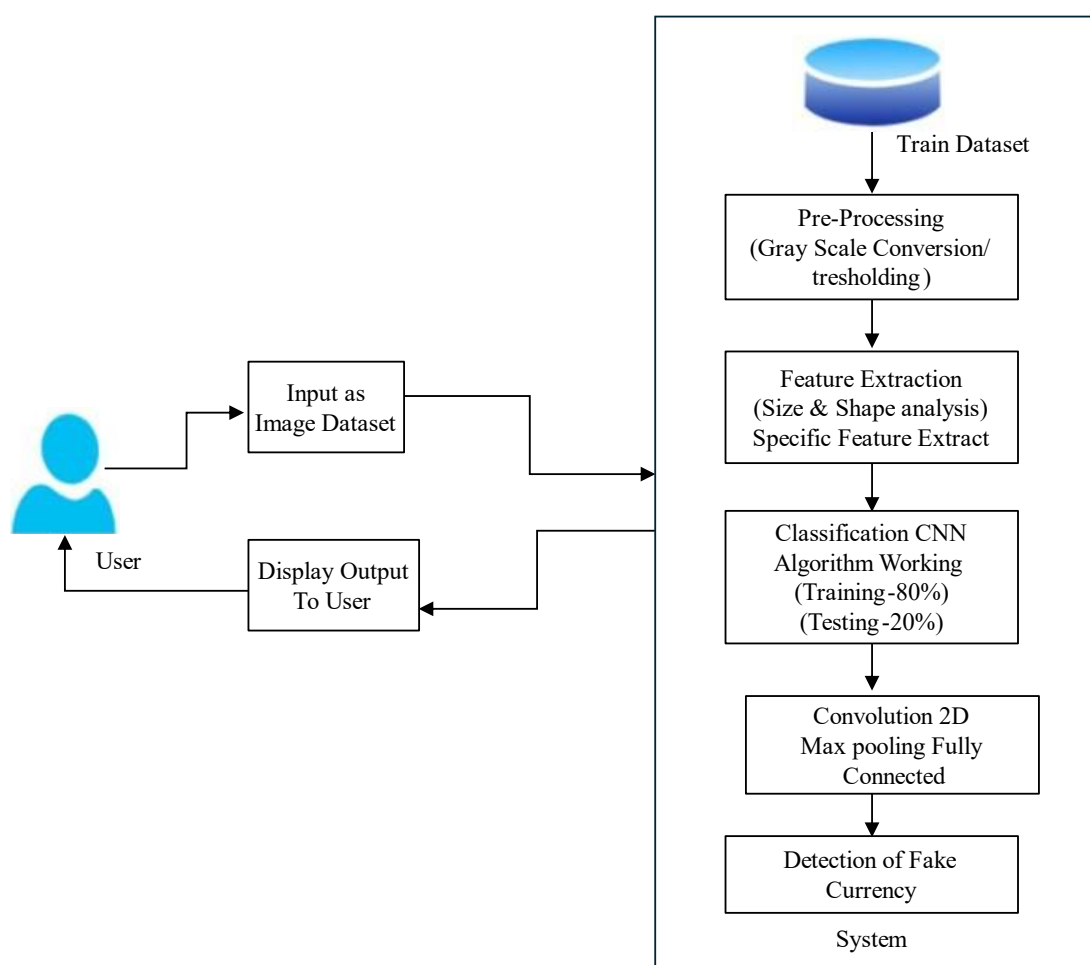 Train Dataset
Pre-Processing
(Gray Scale Conversion/
tresholding)
Feature Extraction
(Size & Shape analysis)
Specific Feature Extract
Input as
Image Dataset
User
Display Output
To User
Classification CNN
Algorithm Working
(Training-80%)
(Testing-20%)
Convolution 2D
Max pooling Fully
Connected
Detection of Fake
Currency
System